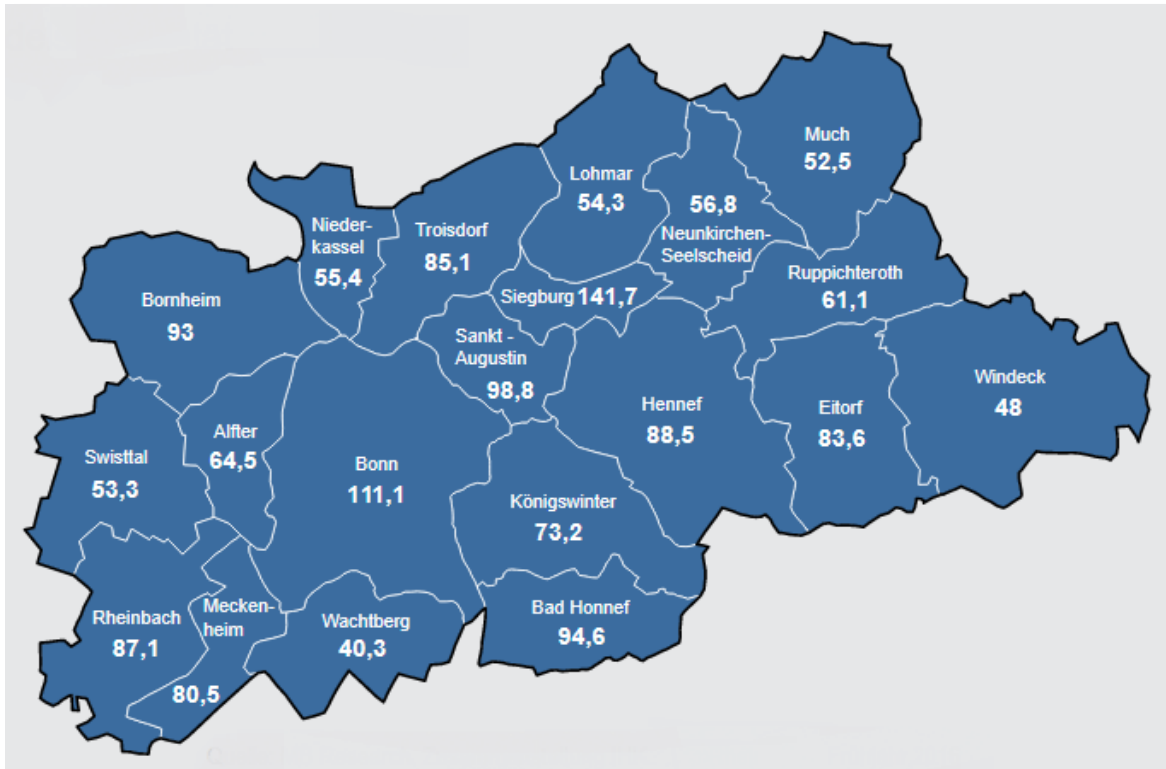 Much
52,5
Lohmar
54,3
56,8
Neunkirchen-
Seelscheid
Nieder-
kassel
55,4
Troisdorf
85,1
Ruppichteroth
61,1
Siegburg 141,7
Bornheim
93
Sankt -
Augustin
98,8
Windeck
48
Hennef
88,5
Eitorf
83,6
Alfter
64,5
Swisttal
53,3
Bonn
111,1
Königswinter
73,2
Rheinbach
87,1
Mecken-
heim
80,5
Wachtberg
40,3
Bad Honnef
94,6